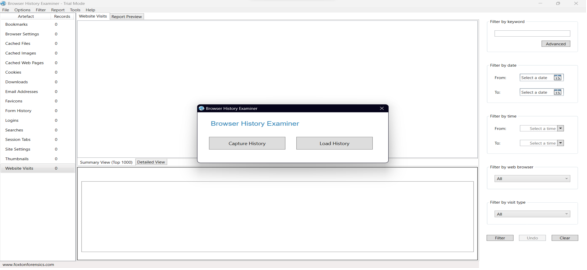 Browser History Examiner - Trial Mode
File Options Filter Report Tools Help
Artefact Records
Bookmarks 0
Browser Settings 0
Cached Files 0
Cached Images 0
Cached Web Pages 0
Cookies 0
Downloads 0
Email Addresses 0
Favicons 0
Form History 0
Logins 0
Searches 0
Session Tabs 0
Site Settings 0
Thumbnails 0
Website Visits 0
Website Visits Report Preview
Browser History Examiner
Browser History Examiner
Capture History Load History
Summary View (Top 1000) Detailed View
Filter by keyword
Advanced
Filter by date
From: Select a date
To: Select a date
Filter by time
From: Select a time
To: Select a time
Filter by web browser
All
Filter by visit type
All
Filter Undo Clear
www.foxtonforensics.com